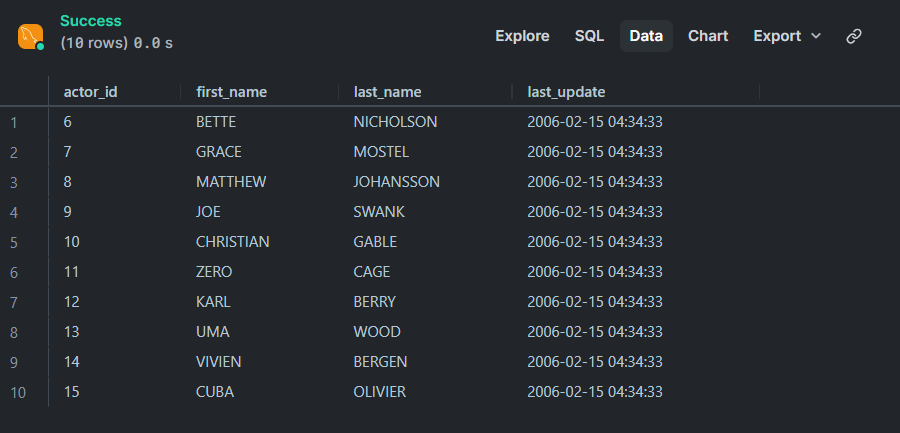 Success
(10 rows) 0.0 s
Explore SQL Data Chart Export
actor_id first_name last_name last_update
1 6 BETTE NICHOLSON 2006-02-15 04:34:33
2 7 GRACE MOSTEL 2006-02-15 04:34:33
3 8 MATTHEW JOHANSSON 2006-02-15 04:34:33
4 9 JOE SWANK 2006-02-15 04:34:33
5 10 CHRISTIAN GABLE 2006-02-15 04:34:33
6 11 ZERO CAGE 2006-02-15 04:34:33
7 12 KARL BERRY 2006-02-15 04:34:33
8 13 UMA WOOD 2006-02-15 04:34:33
9 14 VIVIEN BERGEN 2006-02-15 04:34:33
10 15 CUBA OLIVIER 2006-02-15 04:34:33